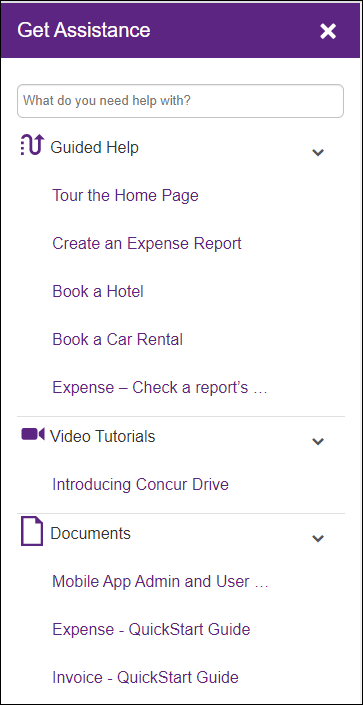 Get Assistance
What do you need help with?
Guided Help
Tour the Home Page
Create an Expense Report
Book a Hotel
Book a Car Rental
Expense – Check a report’s …
Video Tutorials
Introducing Concur Drive
Documents
Mobile App Admin and User …
Expense - QuickStart Guide
Invoice - QuickStart Guide